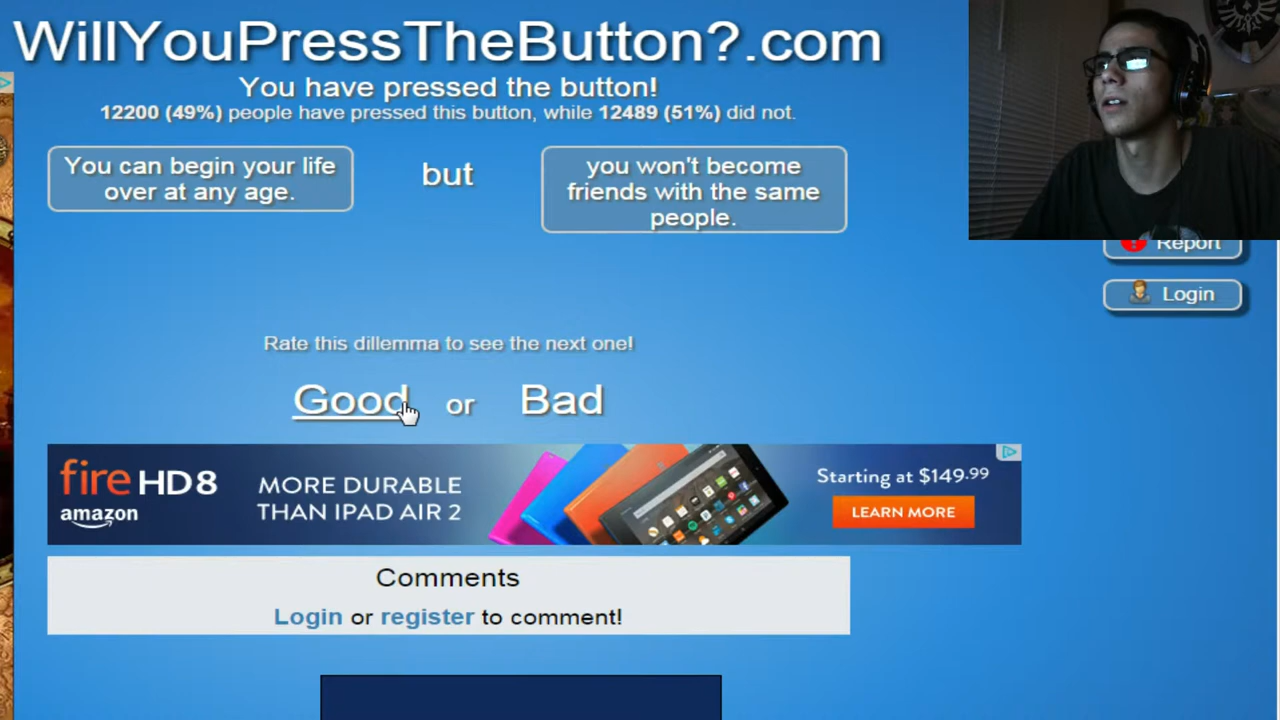 WillYouPressTheButton?.com
You have pressed the button!
12200 (49%) people have pressed this button, while 12489 (51%) did not.
You can begin your life
over at any age.
but
you won't become
friends with the same
people.
Report
Login
Rate this dillemma to see the next one!
Good or Bad
fire HD 8
amazon
MORE DURABLE
THAN IPAD AIR 2
Starting at $149.99
LEARN MORE
Comments
Login or register to comment!